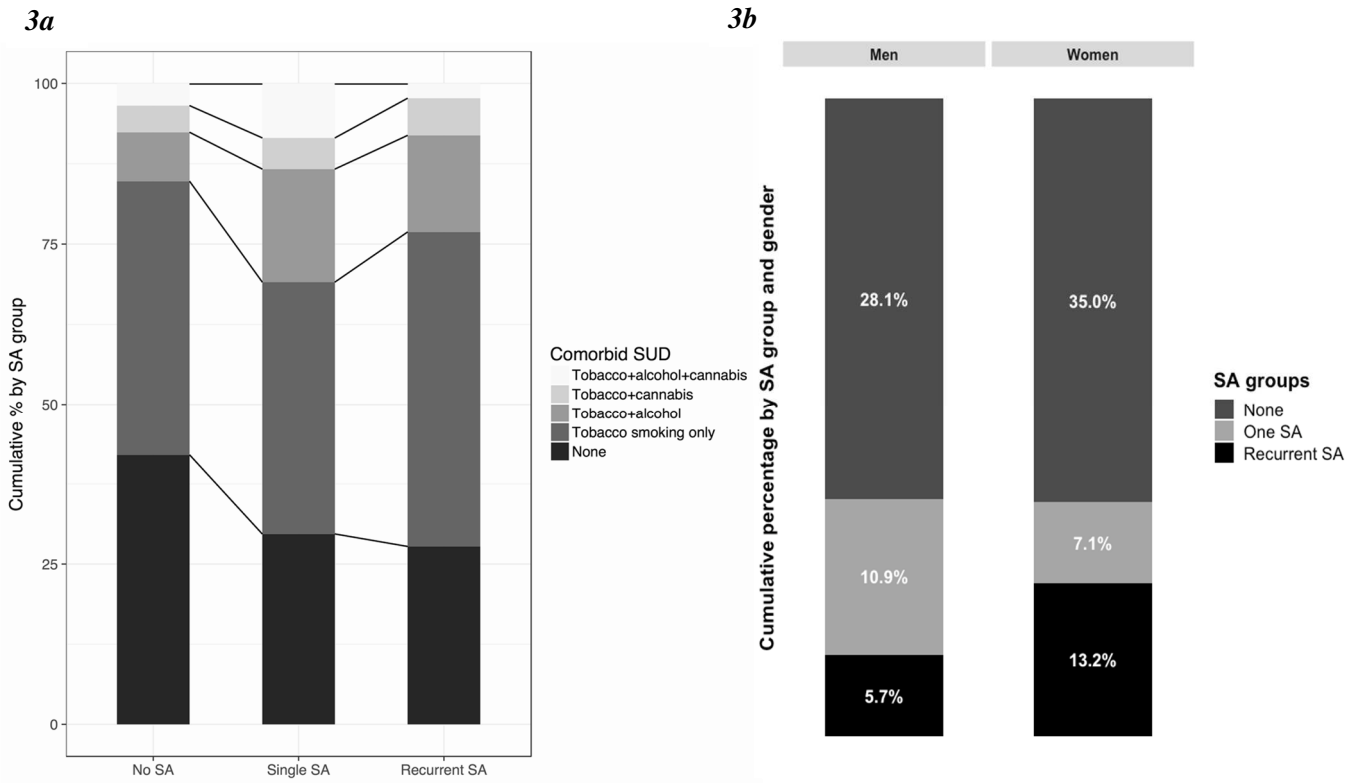 3a
Cumulative % by SA group
100
75
50
25
0
No SA
Single SA
Recurrent SA
Comorbid SUD
Tobacco+alcohol+cannabis
Tobacco+cannabis
Tobacco+alcohol
Tobacco smoking only
None
3b
Cumulative percentage by SA group and gender
Men
Women
28.1%
35.0%
10.9%
7.1%
5.7%
13.2%
SA groups
None
One SA
Recurrent SA